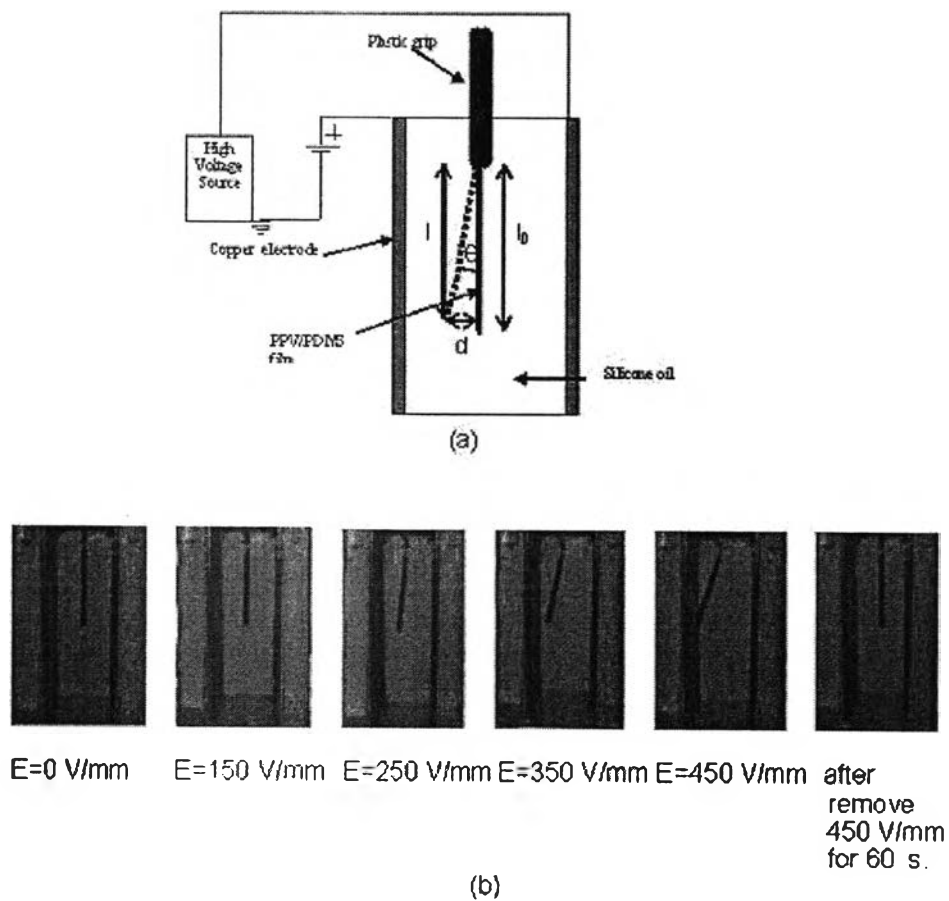 Plastic grip
+
High
Voltage
Source
Copper electrode
l
l₀
θ
d
PPV/PDMS
film
Silicone oil
(a)
E=0 V/mm E=150 V/mm E=250 V/mm E=350 V/mm E=450 V/mm after
remove
450 V/mm
for 60 s.
(b)